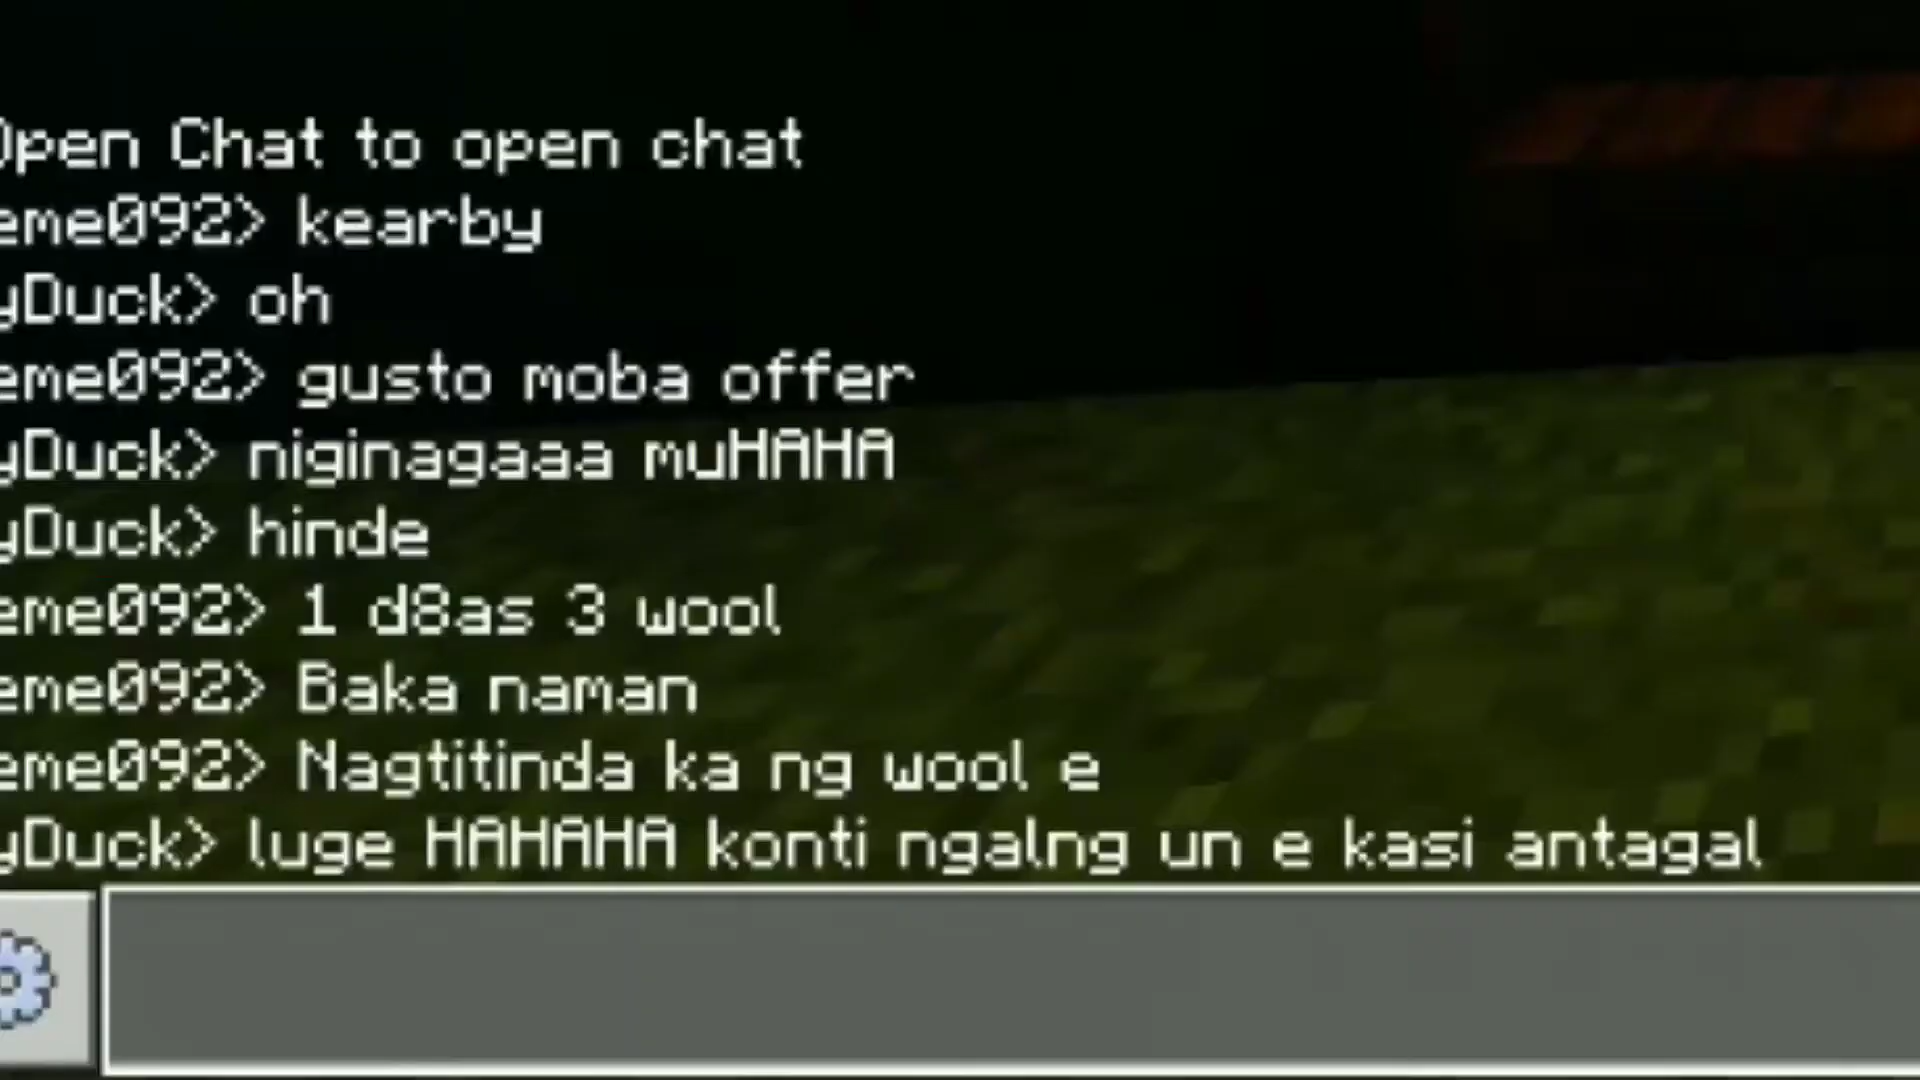 Open Chat to open chat
eme092> kearby
yDuck> oh
eme092> gusto moba offer
yDuck> niginagaaa muHAHA
yDuck> hinde
eme092> 1 d8as 3 wool
eme092> Baka naman
eme092> Nagtitinda ka ng wool e
yDuck> luge HAHAHA konti ngalng un e kasi antagal